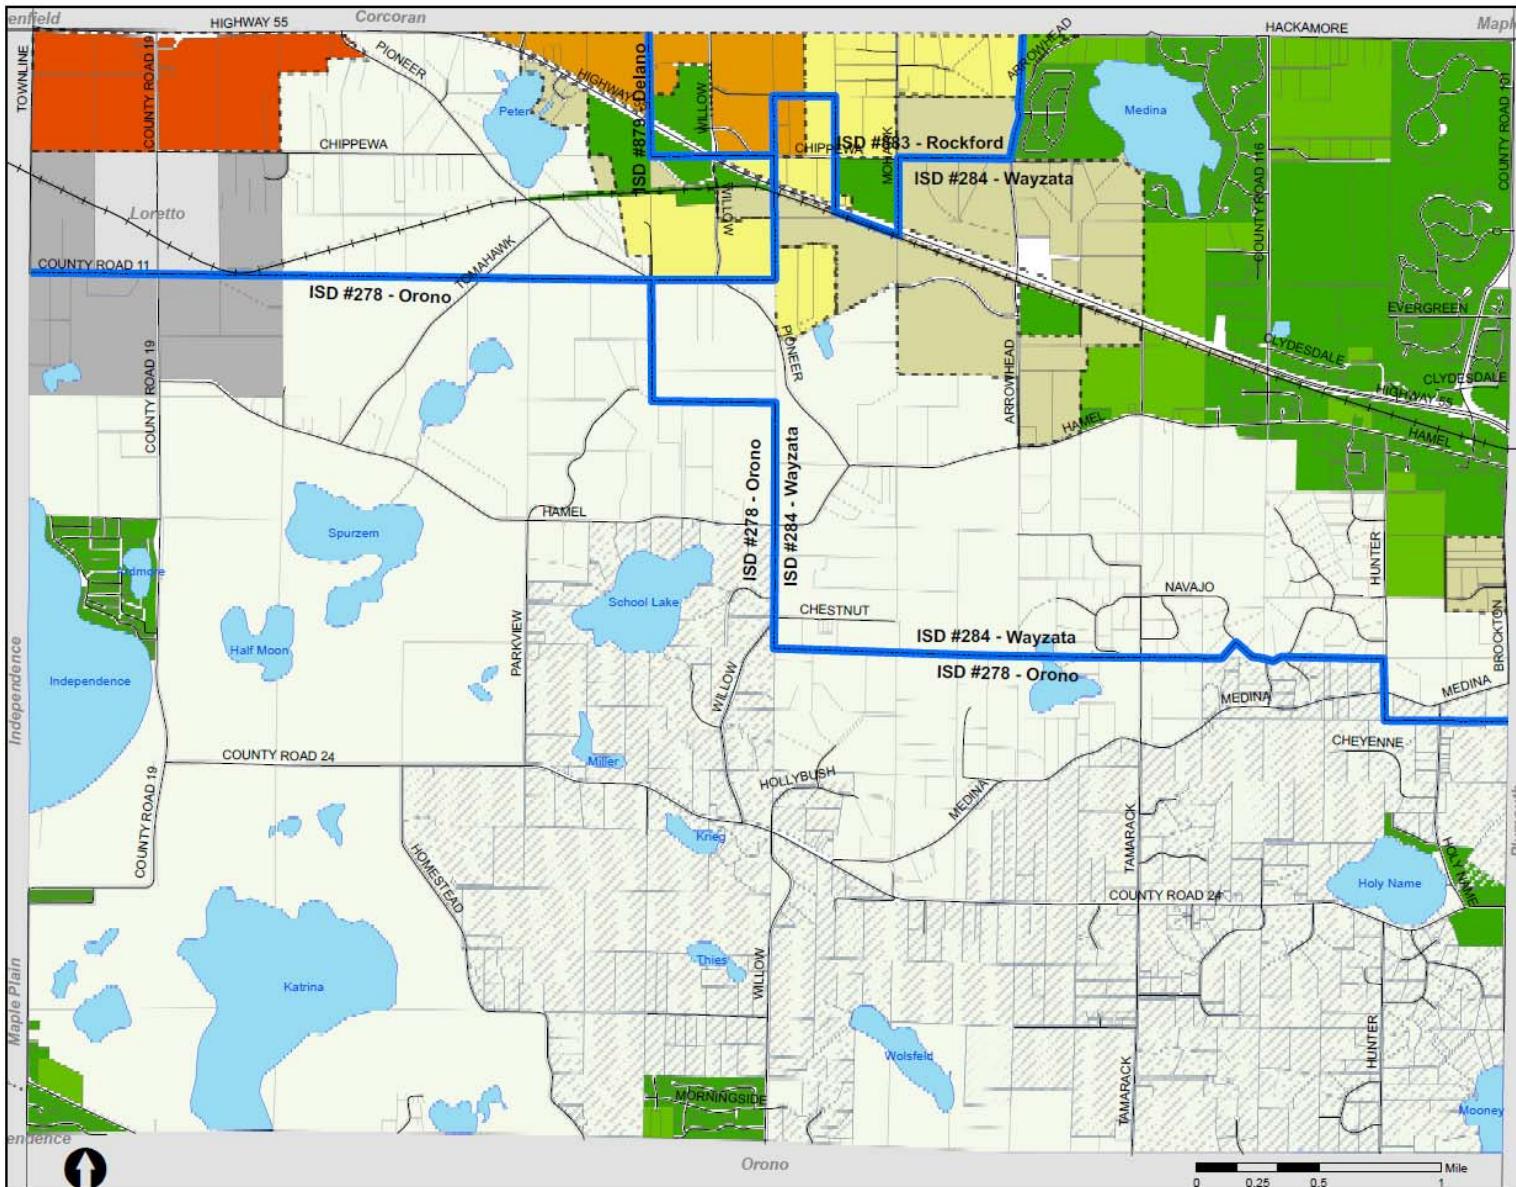 enfield
Corcoran
HIGHWAY 55
HACKAMORE
Maple
TOWNLINE
COUNTY ROAD 19
PIONEER
HIGHWAY 55
ISD #879 - Delano
WILLOW
ARROWHEAD
COUNTY ROAD 101
Peter
Medina
CHIPPEWA
CHIPPEWA
MOHAWK
ISD #883 - Rockford
ISD #284 - Wayzata
COUNTY ROAD 116
Loretto
WILLOW
TOMAHAWK
COUNTY ROAD 11
ISD #278 - Orono
EVERGREEN
CLYDESDALE
CLYDESDALE
HIGHWAY 55
PIONEER
ARROWHEAD
COUNTY ROAD 19
HAMEL
HAMEL
HAMEL
Spurzem
ISD #278 - Orono
ISD #284 - Wayzata
HUNTER
Ardmore
School Lake
NAVAJO
CHESTNUT
PARKVIEW
BROCKTON
Half Moon
ISD #284 - Wayzata
ISD #278 - Orono
Independence
Independence
WILLOW
MEDINA
MEDINA
CHEYENNE
COUNTY ROAD 24
Miller
HOLLYBUSH
MEDINA
COUNTY ROAD 19
Krieg
TAMARACK
HOMESTEAD
HOLY NAME
Holy Name
COUNTY ROAD 24
Thies
WILLOW
Katrina
Maple Plain
Wolsfeld
HUNTER
TAMARACK
MORNINGSIDE
Mooney
endence
Orono
Mile
0 0.25 0.5 1